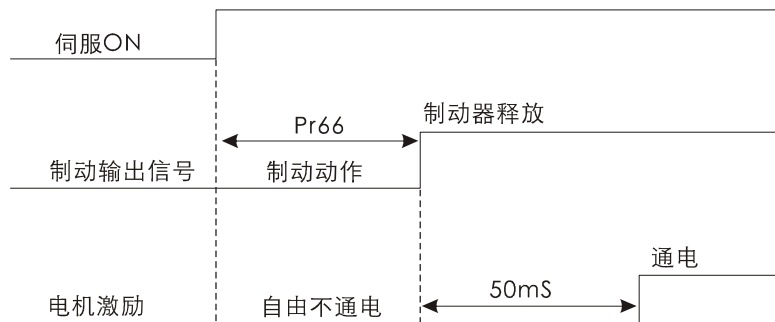 伺服ON
Pr66
制动器释放
制动输出信号
制动动作
通电
50mS
电机激励
自由不通电